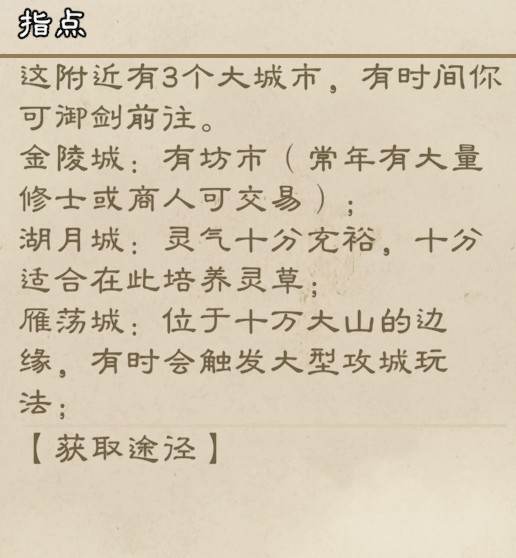 指点
这附近有3个大城市，有时间你
可御剑前往。
金陵城：有坊市（常年有大量
修士或商人可交易）；
湖月城：灵气十分充裕，十分
适合在此培养灵草；
雁荡城：位于十万大山的边
缘，有时会触发大型攻城玩
法；
【获取途径】